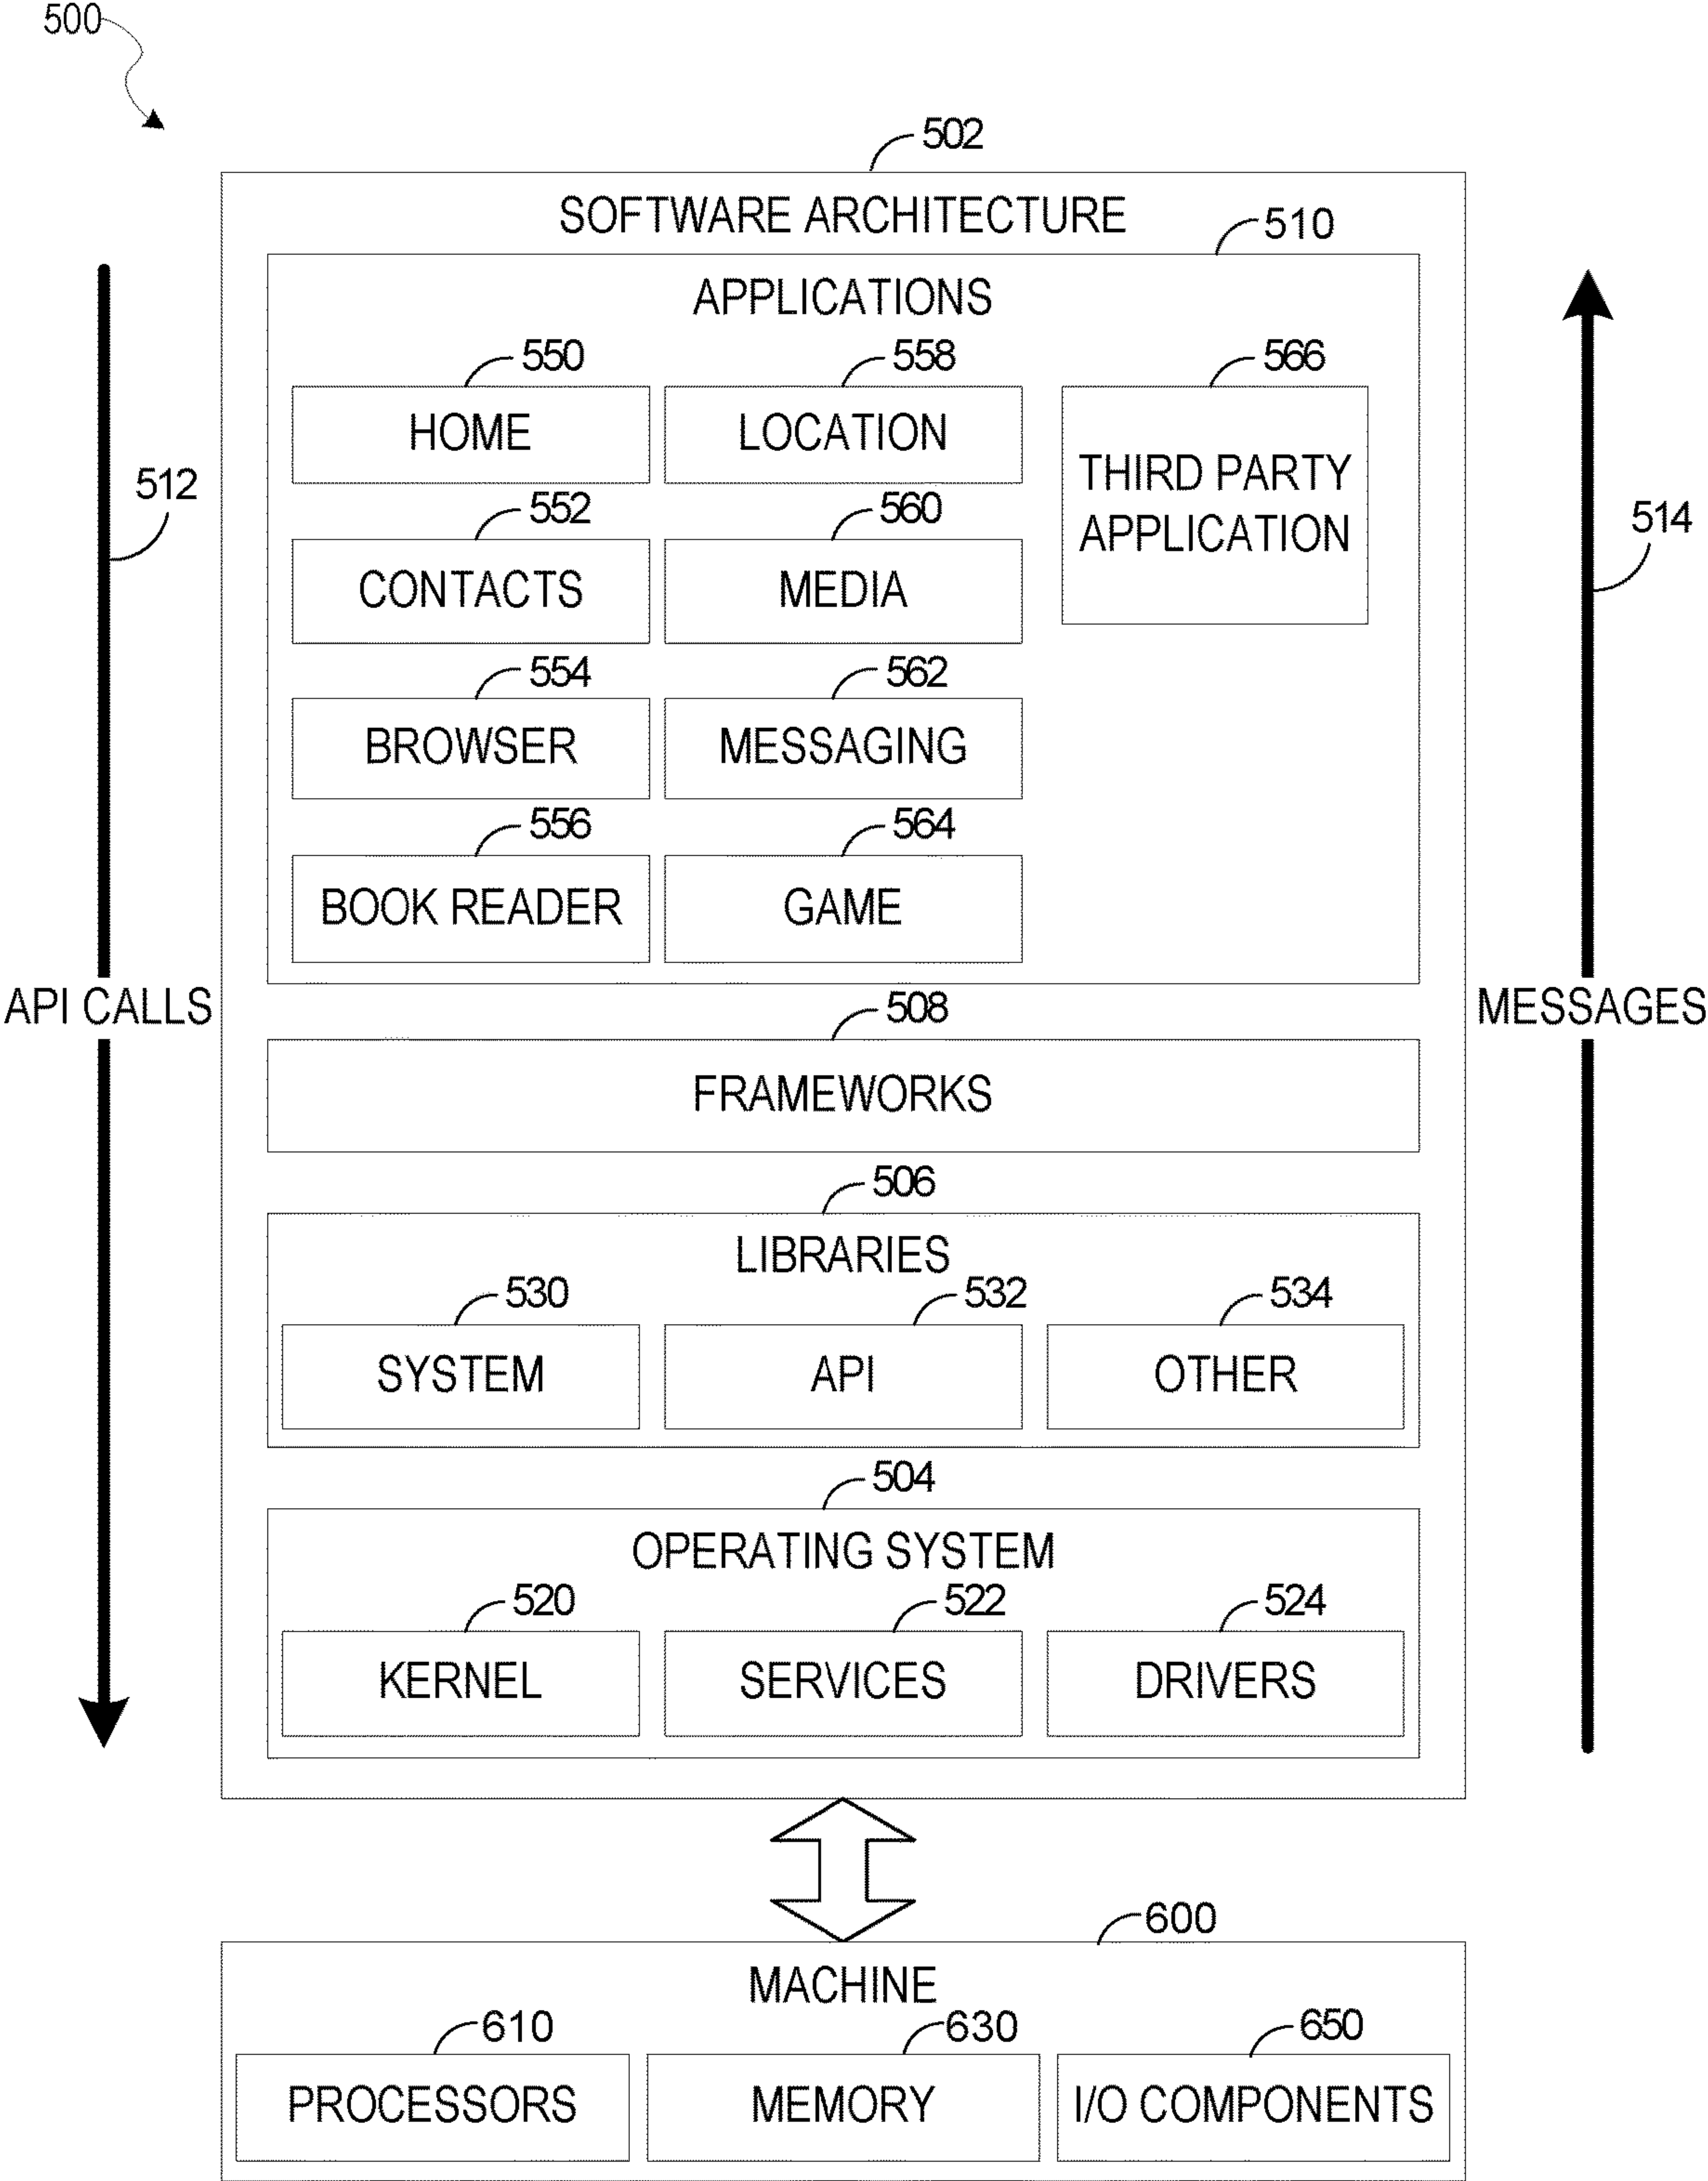 500
502
SOFTWARE ARCHITECTURE
510
APPLICATIONS
550
558
566
HOME
LOCATION
THIRD PARTY
APPLICATION
512
552
560
514
CONTACTS
MEDIA
554
562
BROWSER
MESSAGING
556
564
BOOK READER
GAME
API CALLS
508
MESSAGES
FRAMEWORKS
506
LIBRARIES
530
532
534
SYSTEM
API
OTHER
504
OPERATING SYSTEM
520
522
524
KERNEL
SERVICES
DRIVERS
600
MACHINE
610
630
650
PROCESSORS
MEMORY
I/O COMPONENTS